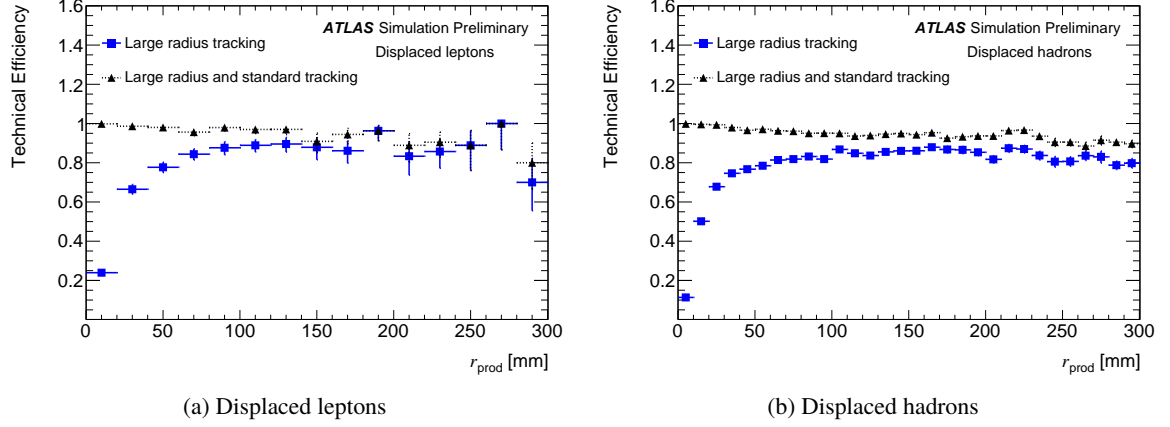 Technical Efficiency
1.6
1.4
1.2
1
0.8
0.6
0.4
0.2
ATLAS Simulation Preliminary
Displaced leptons
Large radius tracking
Large radius and standard tracking
0 50 100 150 200 250 300
r_prod [mm]
(a) Displaced leptons
Technical Efficiency
1.6
1.4
1.2
1
0.8
0.6
0.4
0.2
ATLAS Simulation Preliminary
Displaced hadrons
Large radius tracking
Large radius and standard tracking
0 50 100 150 200 250 300
r_prod [mm]
(b) Displaced hadrons